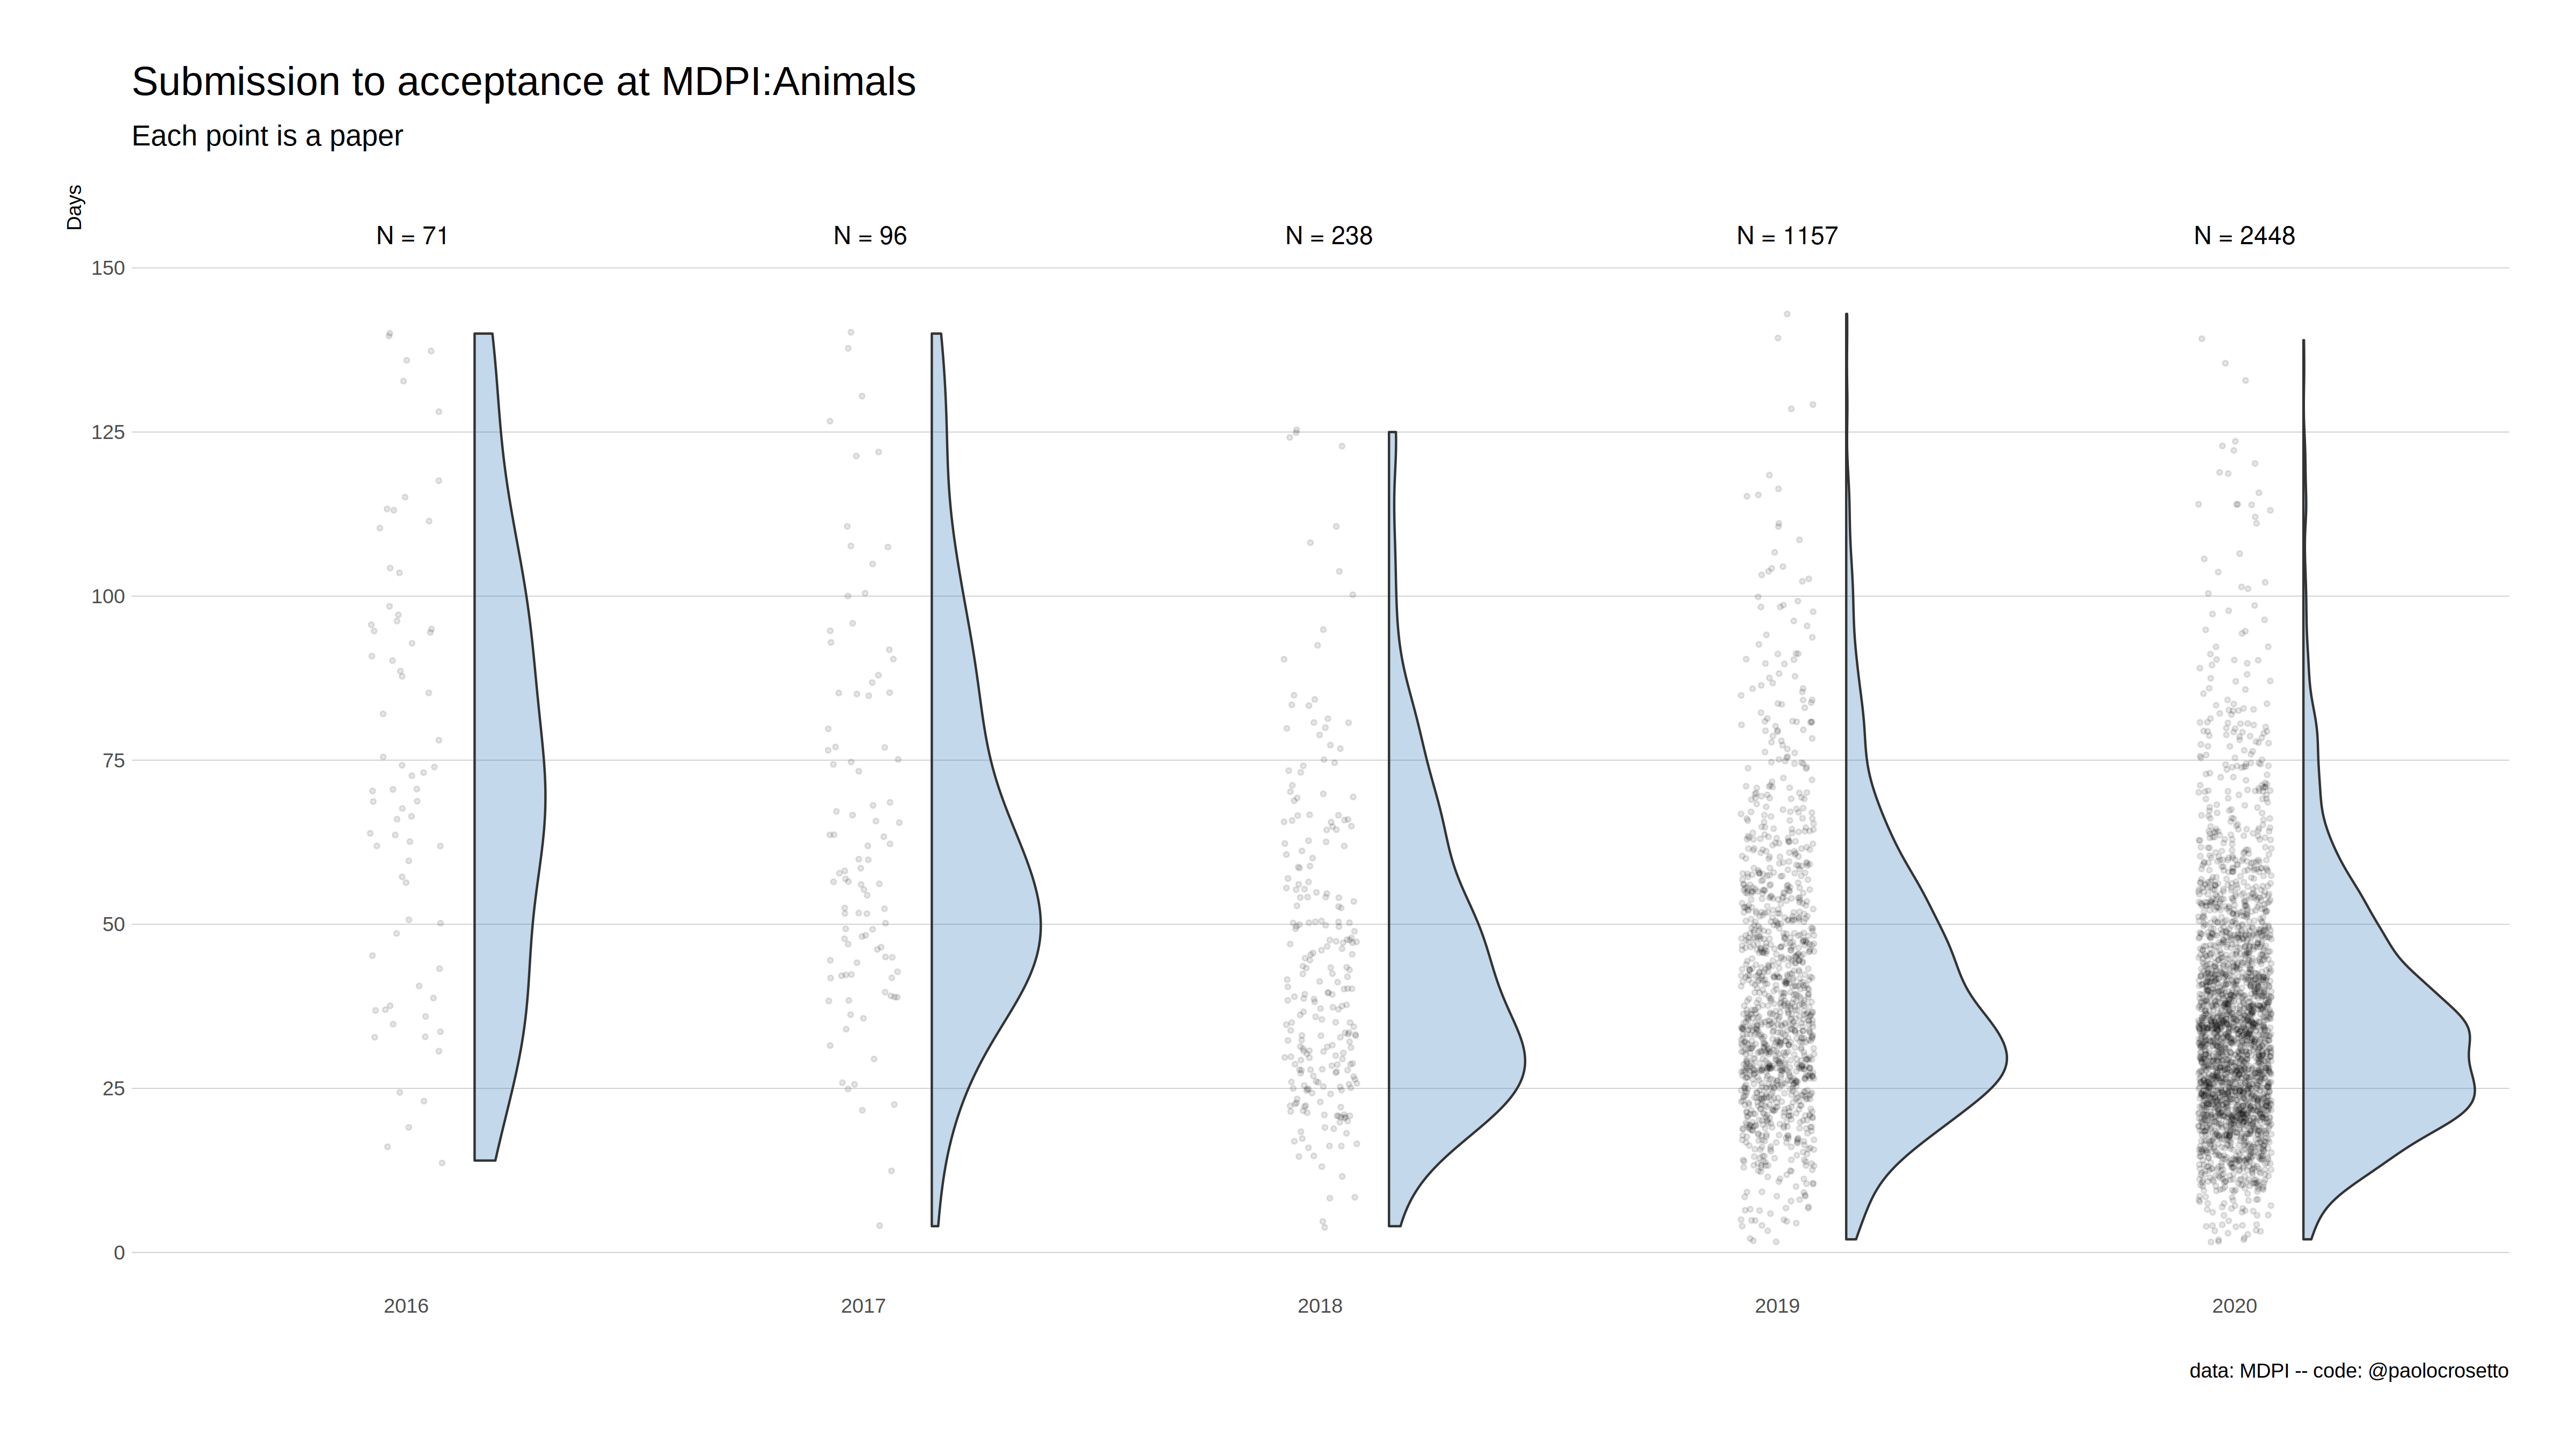 Submission to acceptance at MDPI:Animals
Each point is a paper
Days
N = 71
N = 96
N = 238
N = 1157
N = 2448
150
125
100
75
50
25
0
2016
2017
2018
2019
2020
data: MDPI -- code: @paolocrosetto